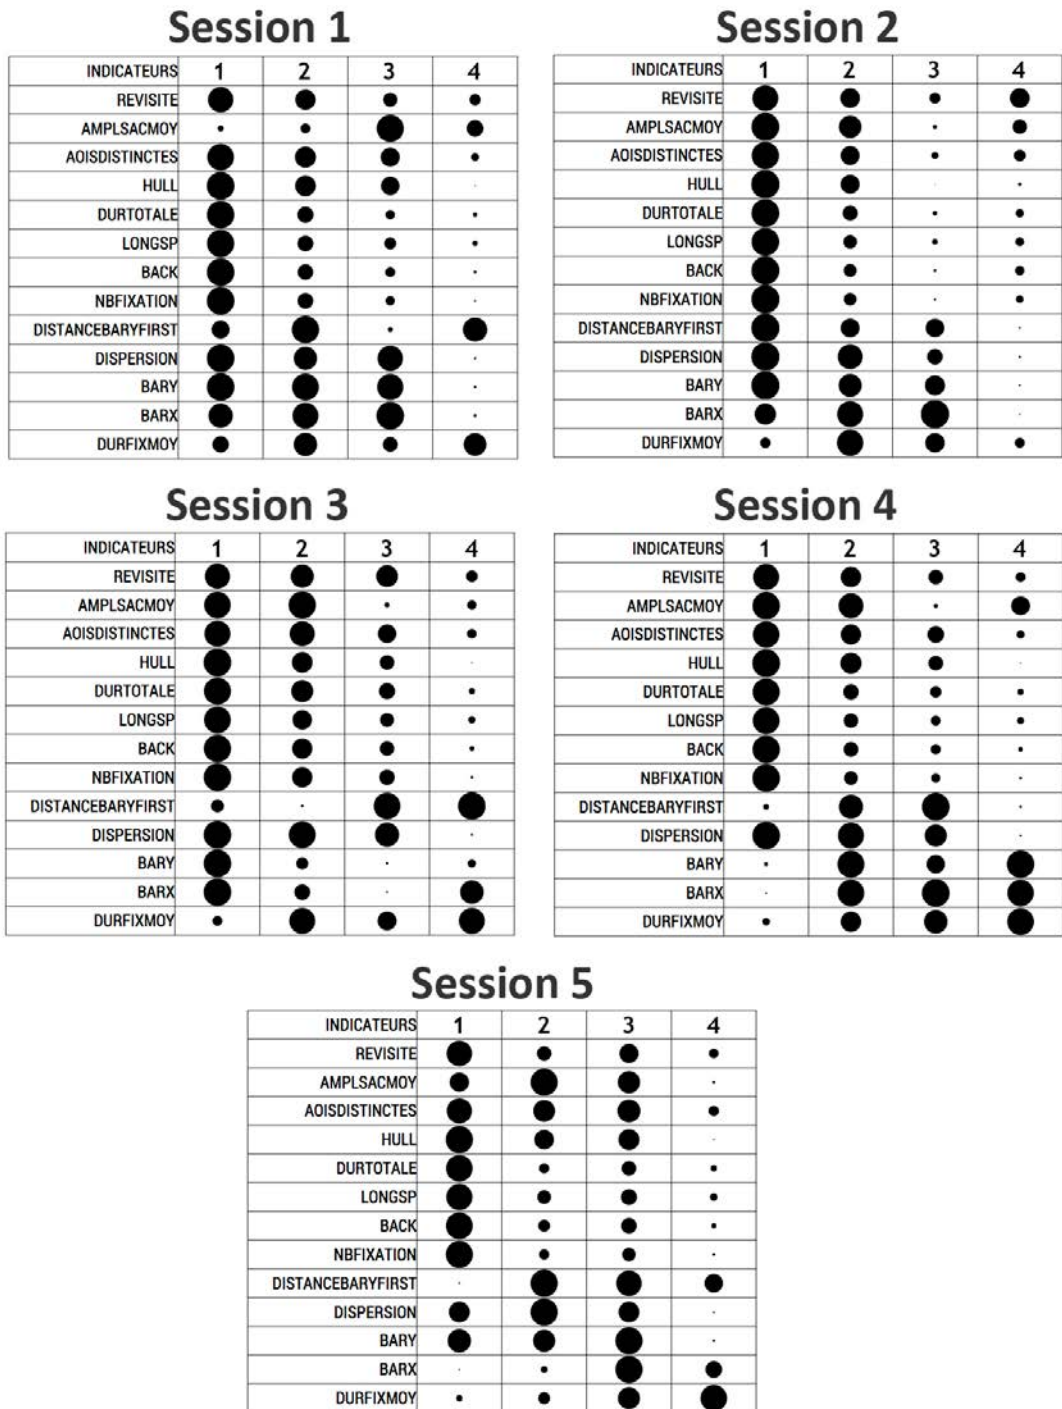 Session 1
INDICATEURS 1 2 3 4
REVISITE
AMPLSACMOY
AOISDISTINCTES
HULL
DURTOTALE
LONGSP
BACK
NBFIXATION
DISTANCEBARYFIRST
DISPERSION
BARY
BARX
DURFIXMOY
Session 2
INDICATEURS 1 2 3 4
REVISITE
AMPLSACMOY
AOISDISTINCTES
HULL
DURTOTALE
LONGSP
BACK
NBFIXATION
DISTANCEBARYFIRST
DISPERSION
BARY
BARX
DURFIXMOY
Session 3
INDICATEURS 1 2 3 4
REVISITE
AMPLSACMOY
AOISDISTINCTES
HULL
DURTOTALE
LONGSP
BACK
NBFIXATION
DISTANCEBARYFIRST
DISPERSION
BARY
BARX
DURFIXMOY
Session 4
INDICATEURS 1 2 3 4
REVISITE
AMPLSACMOY
AOISDISTINCTES
HULL
DURTOTALE
LONGSP
BACK
NBFIXATION
DISTANCEBARYFIRST
DISPERSION
BARY
BARX
DURFIXMOY
Session 5
INDICATEURS 1 2 3 4
REVISITE
AMPLSACMOY
AOISDISTINCTES
HULL
DURTOTALE
LONGSP
BACK
NBFIXATION
DISTANCEBARYFIRST
DISPERSION
BARY
BARX
DURFIXMOY